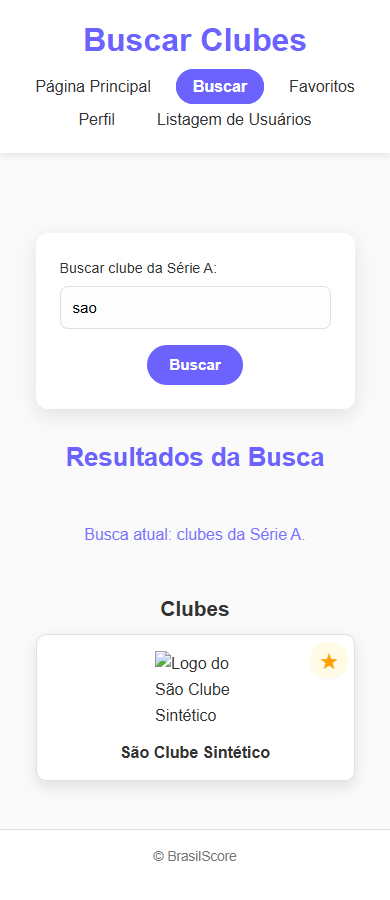 Buscar Clubes
Página Principal Buscar Favoritos
Perfil Listagem de Usuários
Buscar clube da Série A:
sao
Buscar
Resultados da Busca
Busca atual: clubes da Série A.
Clubes
Logo do
São Clube
Sintético
São Clube Sintético
© BrasilScore